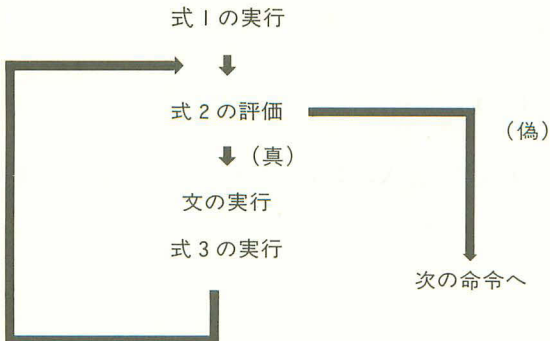 式1の実行
式2の評価
(偽)
(真)
文の実行
式3の実行
次の命令へ